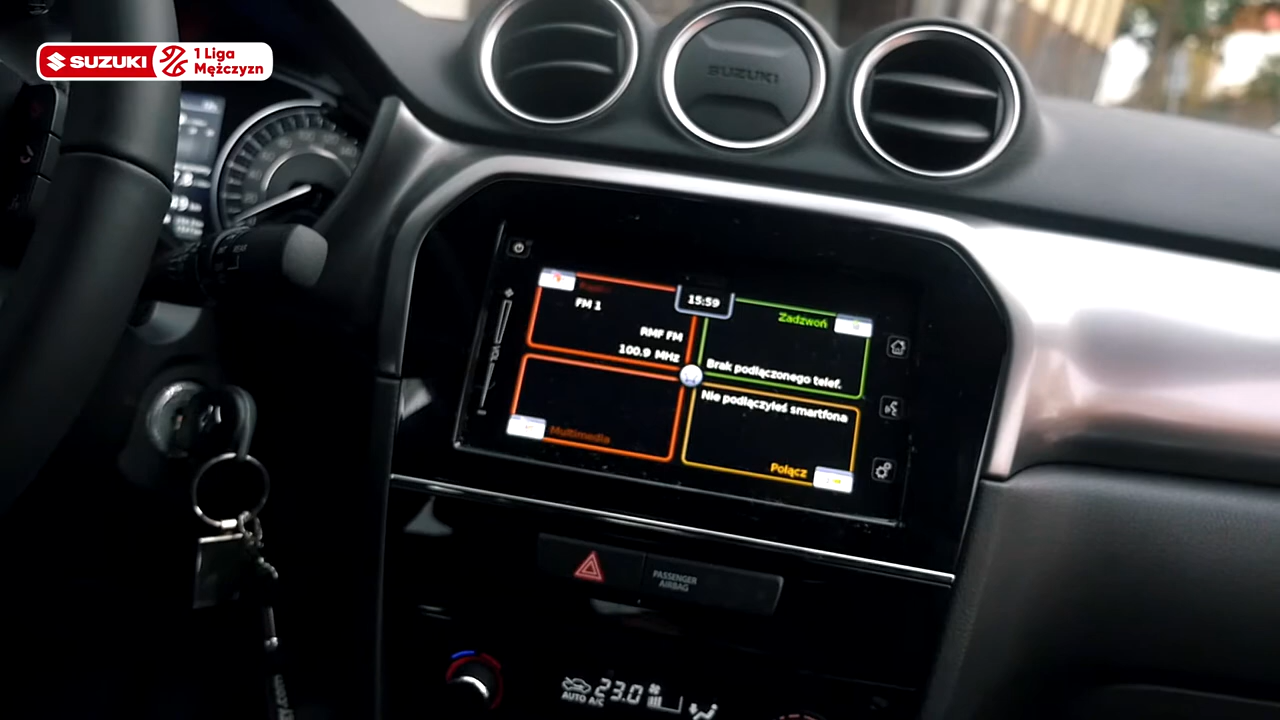 SUZUKI
1 Liga
Mężczyzn
SUZUKI
15:59
FM 1
RMF FM
100.9 MHz
Zadzwoń
Brak podłączonego telef.
Nie podłączyłeś smartfona
Multimedia
Połącz
VOL
PASSENGER
AIRBAG
23.0
AUTO A/C